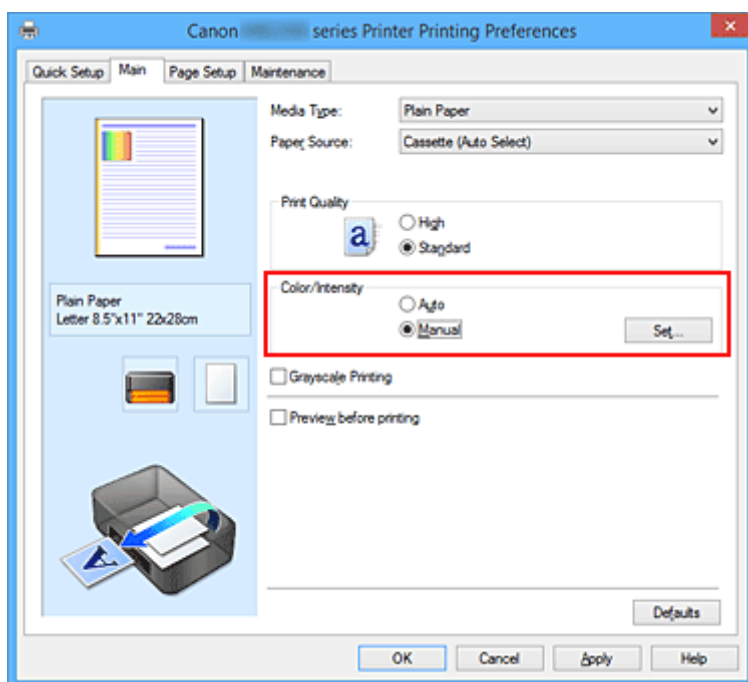 Canon series Printer Printing Preferences
Quick Setup Main Page Setup Maintenance
Media Type: Plain Paper
Paper Source: Cassette (Auto Select)
Print Quality
a
High
Standard
Color/Intensity
Auto
Manual
Set...
Plain Paper
Letter 8.5"x11" 22x28cm
Grayscale Printing
Preview before printing
A
Defaults
OK Cancel Apply Help